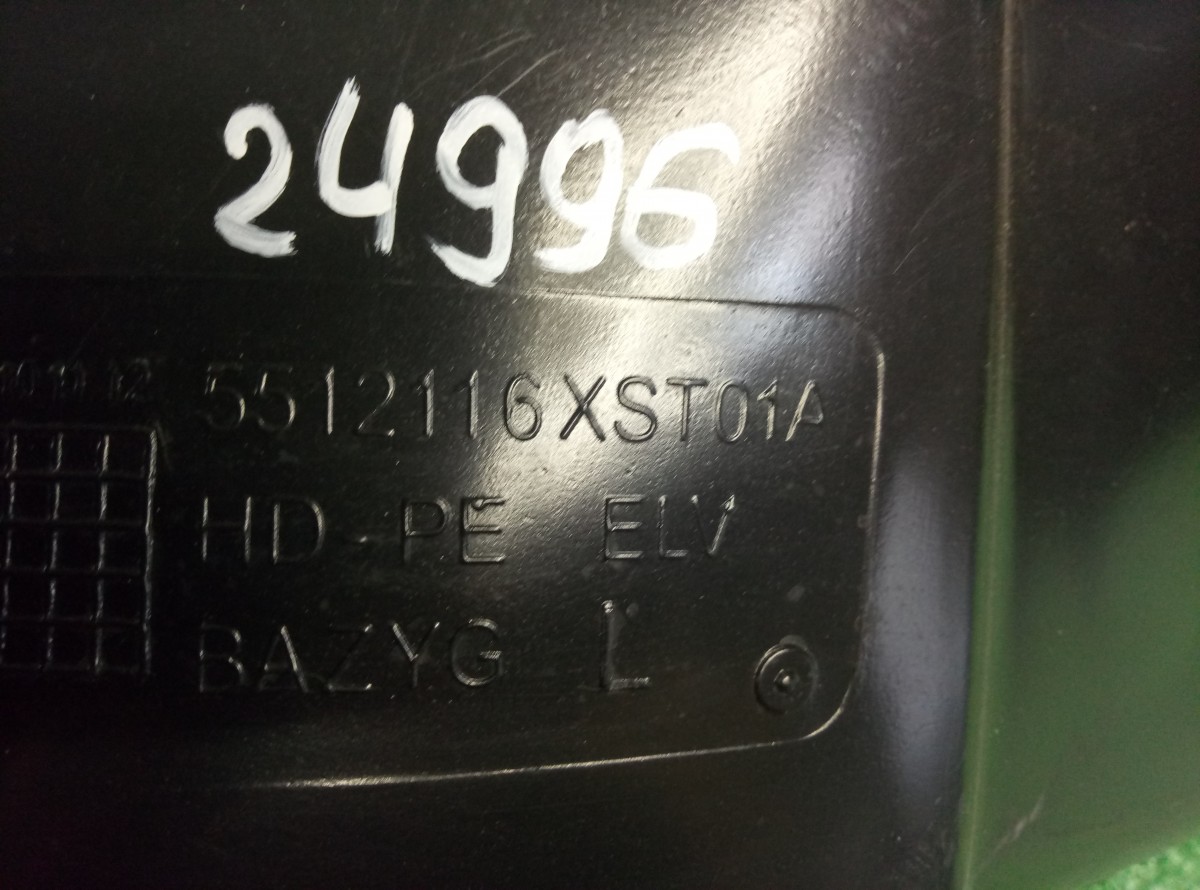 24996
5512116XST01A
HD-PE ELV
BAZYG L